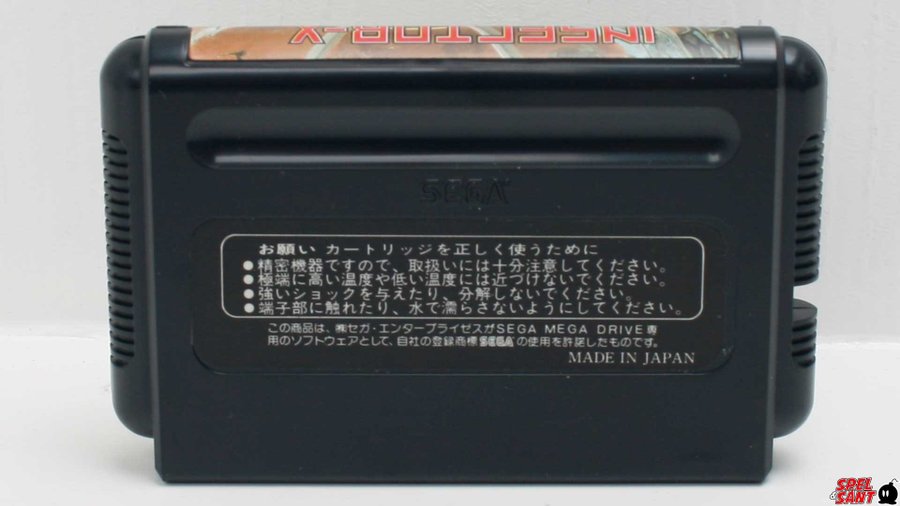 INSECTOR-X
SEGA
お願い カートリッジを正しく使うために
●精密機器ですので、取扱いには十分注意してください。
●極端に高い温度や低い温度には近づけないでください。
●強いショックを与えたり、分解しないでください。
●端子部に触れたり、水で濡らさないようにしてください。
この商品は、㈱セガ・エンタープライゼスがSEGA MEGA DRIVE専
用のソフトウェアとして、自社の登録商標SEGAの使用を許諾したものです。
MADE IN JAPAN
SPEL
SANT